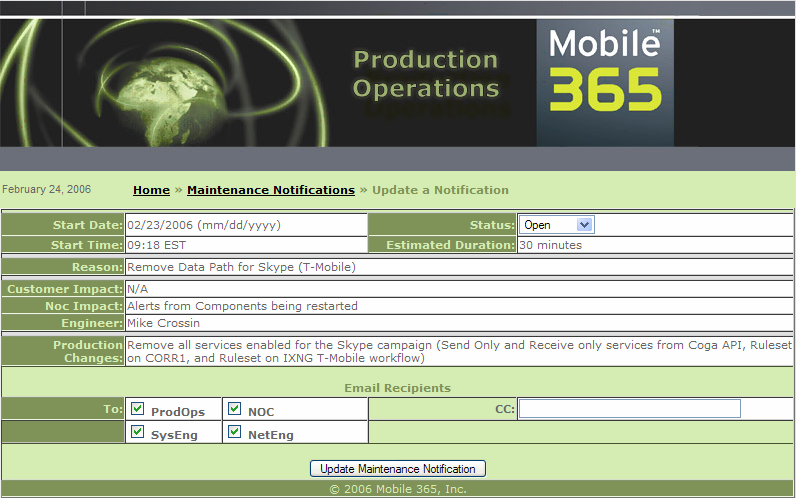 Production
Operations
Mobile™
365
February 24, 2006 Home » Maintenance Notifications » Update a Notification
Start Date: 02/23/2006 (mm/dd/yyyy) Status: Open
Start Time: 09:18 EST Estimated Duration: 30 minutes
Reason: Remove Data Path for Skype (T-Mobile)
Customer Impact: N/A
Noc Impact: Alerts from Components being restarted
Engineer: Mike Crossin
Production Changes: Remove all services enabled for the Skype campaign (Send Only and Receive only services from Coga API, Ruleset
on CORR1, and Ruleset on IXNG T-Mobile workflow)
Email Recipients
To: ProdOps NOC CC:
SysEng NetEng
Update Maintenance Notification
© 2006 Mobile 365, Inc.